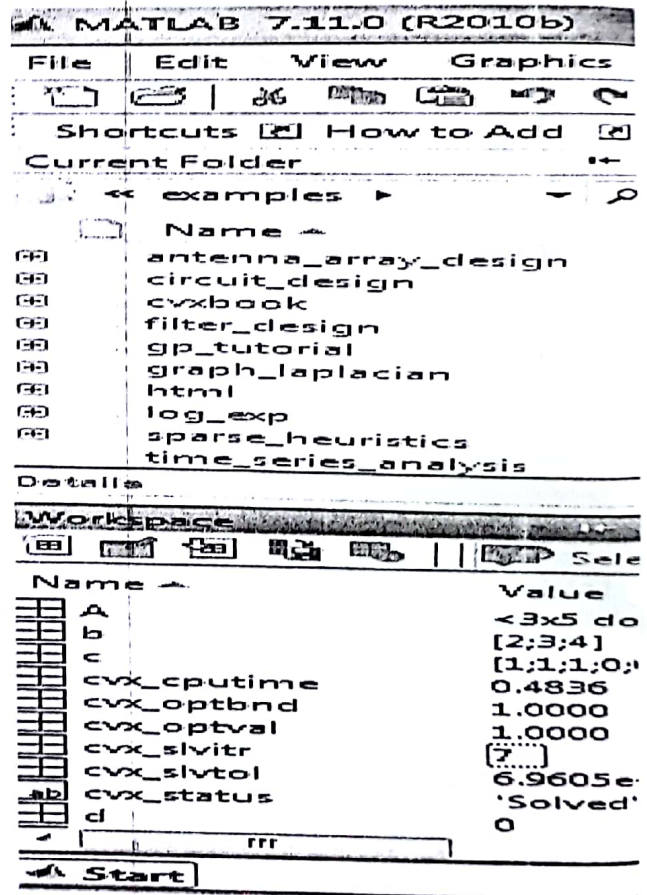 MATLAB 7.11.0 (R2010b)
File Edit View Graphics
Shortcuts How to Add
Current Folder
« examples
Name
antenna_array_design
circuit_design
cvxbook
filter_design
gp_tutorial
graph_laplacian
html
log_exp
sparse_heuristics
time_series_analysis
Details
Workspace
Sele
Name Value
A <3x5 do
b [2;3;4]
c [1;1;1;0;
cvx_cputime 0.4836
cvx_optbnd 1.0000
cvx_optval 1.0000
cvx_slvitr 7
cvx_slvtol 6.9605e-
cvx_status 'Solved'
d 0
Start